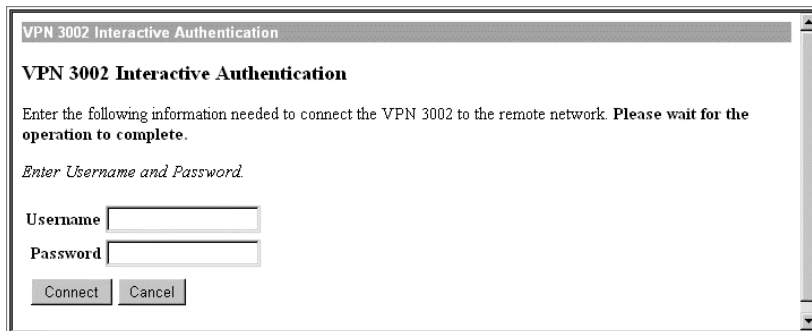 VPN 3002 Interactive Authentication
VPN 3002 Interactive Authentication
Enter the following information needed to connect the VPN 3002 to the remote network. Please wait for the
operation to complete.
Enter Username and Password.
Username
Password
Connect Cancel